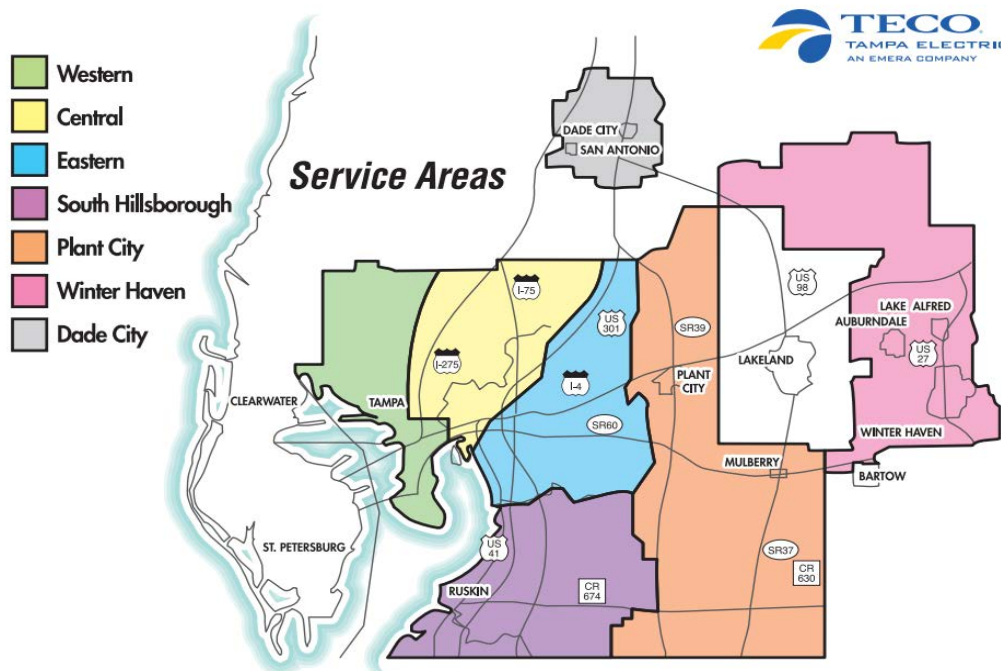 TECO
TAMPA ELECTRIC
AN EMERA COMPANY
Western
Central
Eastern
South Hillsborough
Plant City
Winter Haven
Dade City
Service Areas
DADE CITY
SAN ANTONIO
I-75
US
301
US
98
SR39
LAKE ALFRED
AUBURNDALE
US
27
I-275
LAKELAND
I-4
PLANT
CITY
CLEARWATER
TAMPA
SR60
WINTER HAVEN
MULBERRY
BARTOW
ST. PETERSBURG
US
41
SR37
CR
630
RUSKIN
CR
674